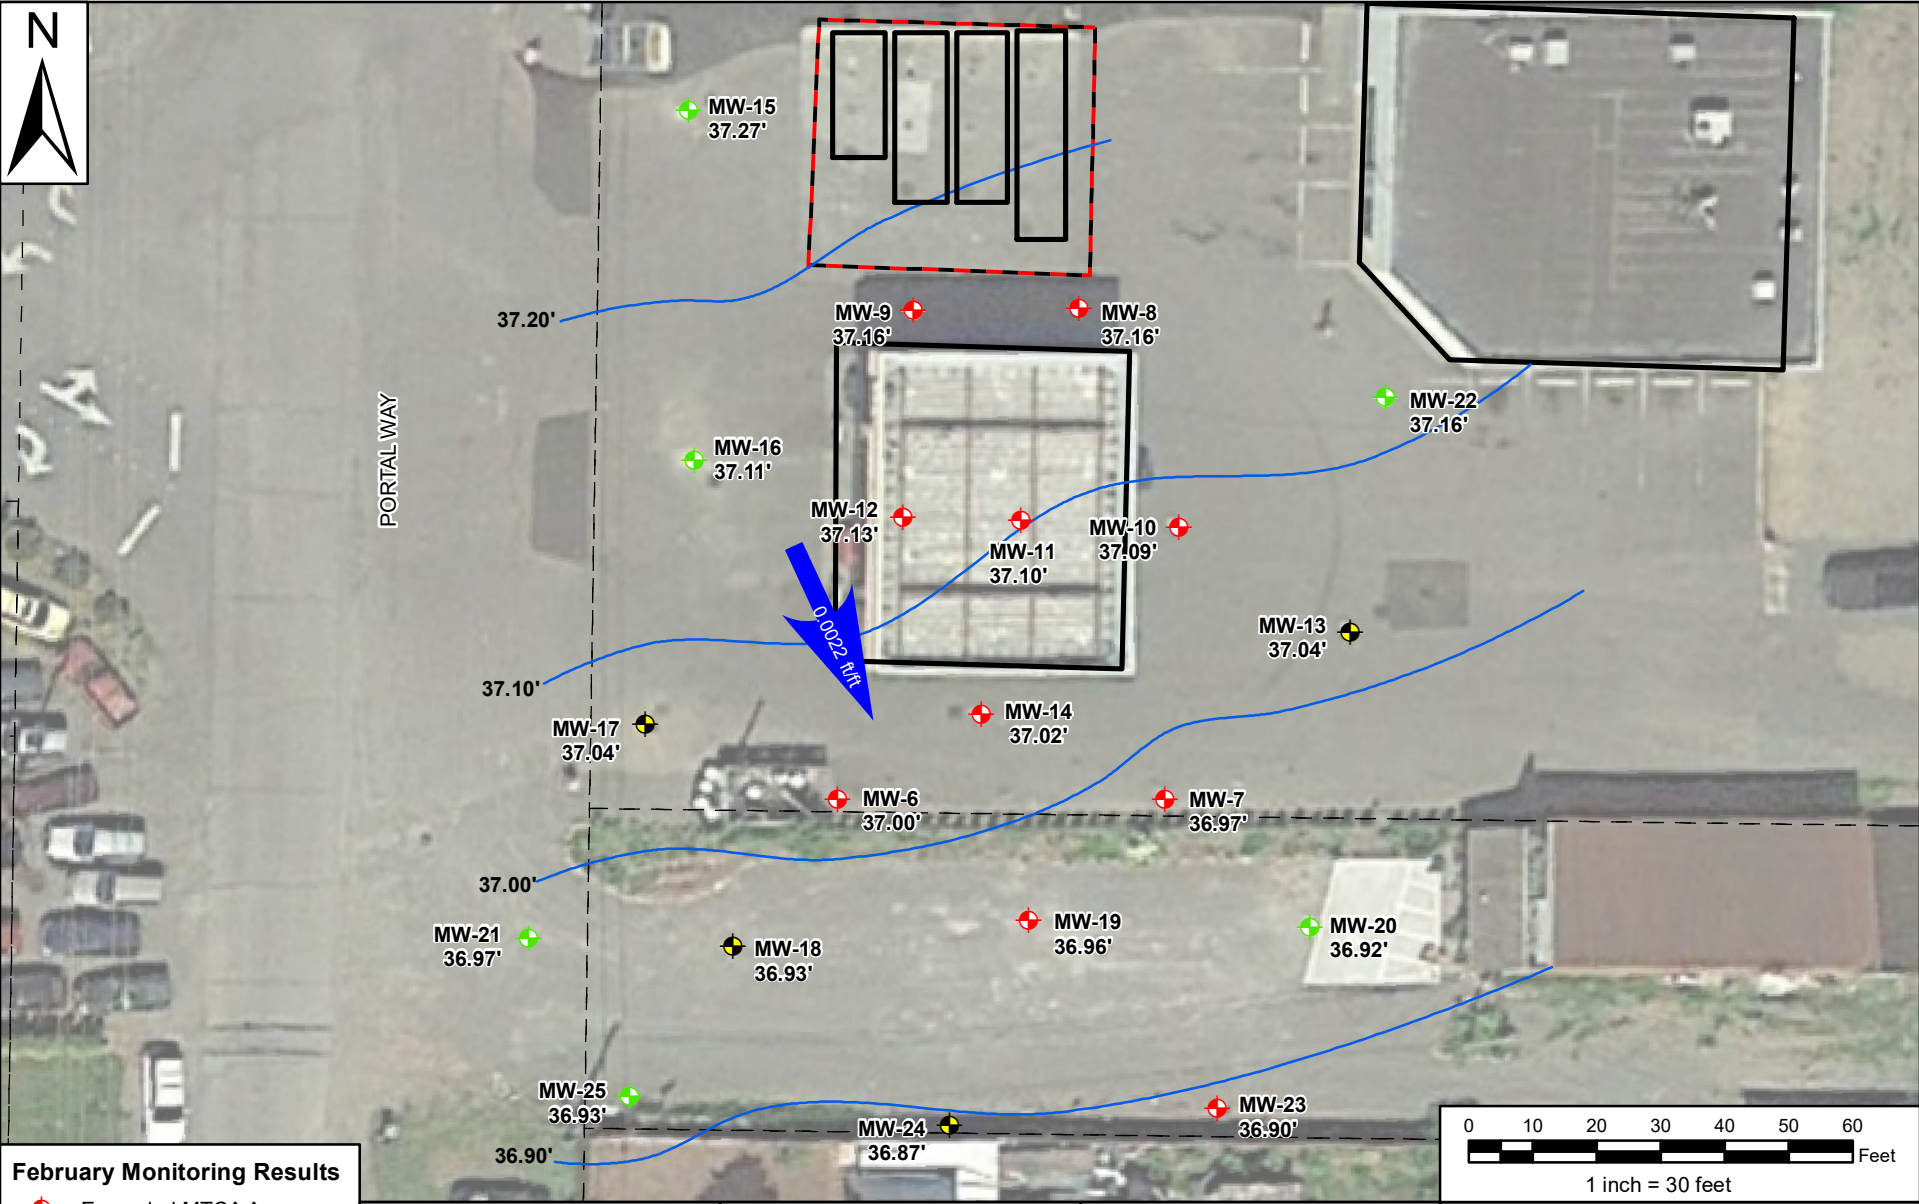 N
MW-15
37.27'
37.20'
MW-9
37.16'
MW-8
37.16'
PORTAL WAY
MW-22
37.16'
MW-16
37.11'
MW-12
37.13'
MW-11
37.10'
MW-10
37.09'
0.0022 ft/ft
MW-13
37.04'
37.10'
MW-17
37.04'
MW-14
37.02'
MW-6
37.00'
MW-7
36.97'
37.00'
MW-21
36.97'
MW-18
36.93'
MW-19
36.96'
MW-20
36.92'
MW-25
36.93'
MW-24
36.87'
MW-23
36.90'
36.90'
0 10 20 30 40 50 60
Feet
1 inch = 30 feet
February Monitoring Results